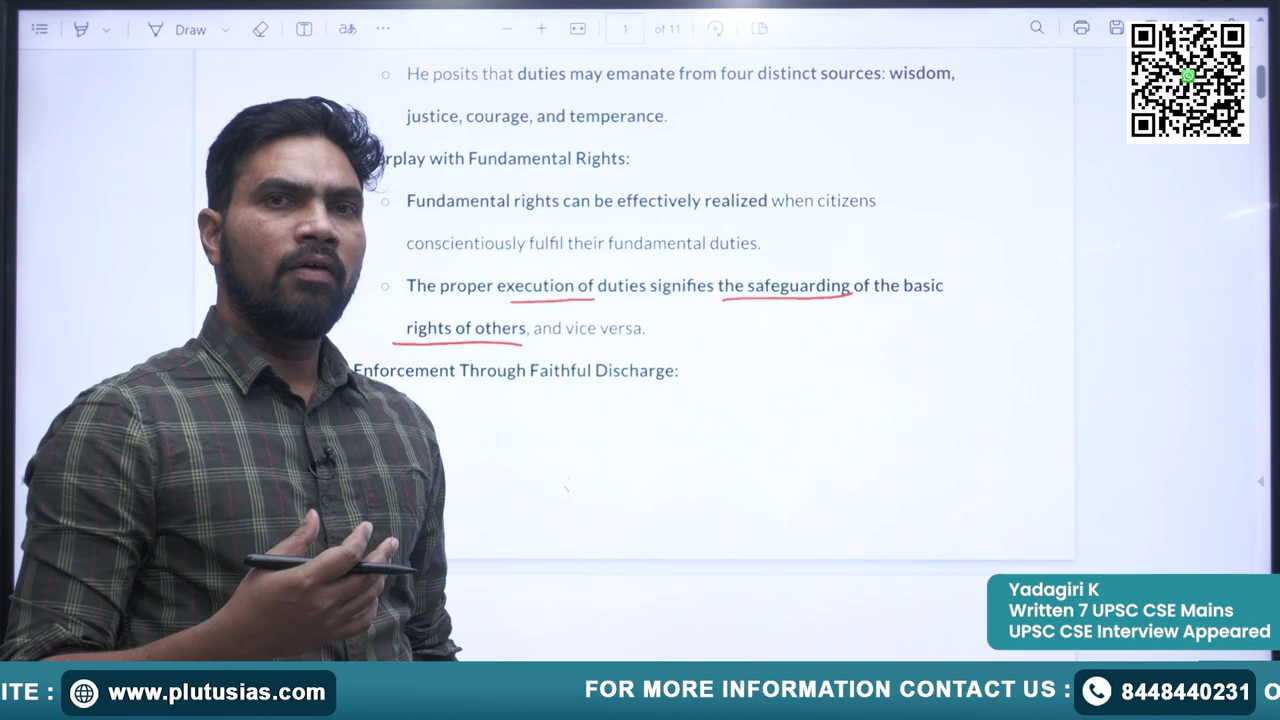 Draw
1
of 11
He posits that duties may emanate from four distinct sources: wisdom,
justice, courage, and temperance.
rplay with Fundamental Rights:
Fundamental rights can be effectively realized when citizens
conscientiously fulfil their fundamental duties.
The proper execution of duties signifies the safeguarding of the basic
rights of others, and vice versa.
Enforcement Through Faithful Discharge:
Yadagiri K
Written 7 UPSC CSE Mains
UPSC CSE Interview Appeared
ITE : www.plutusias.com FOR MORE INFORMATION CONTACT US : 8448440231 O